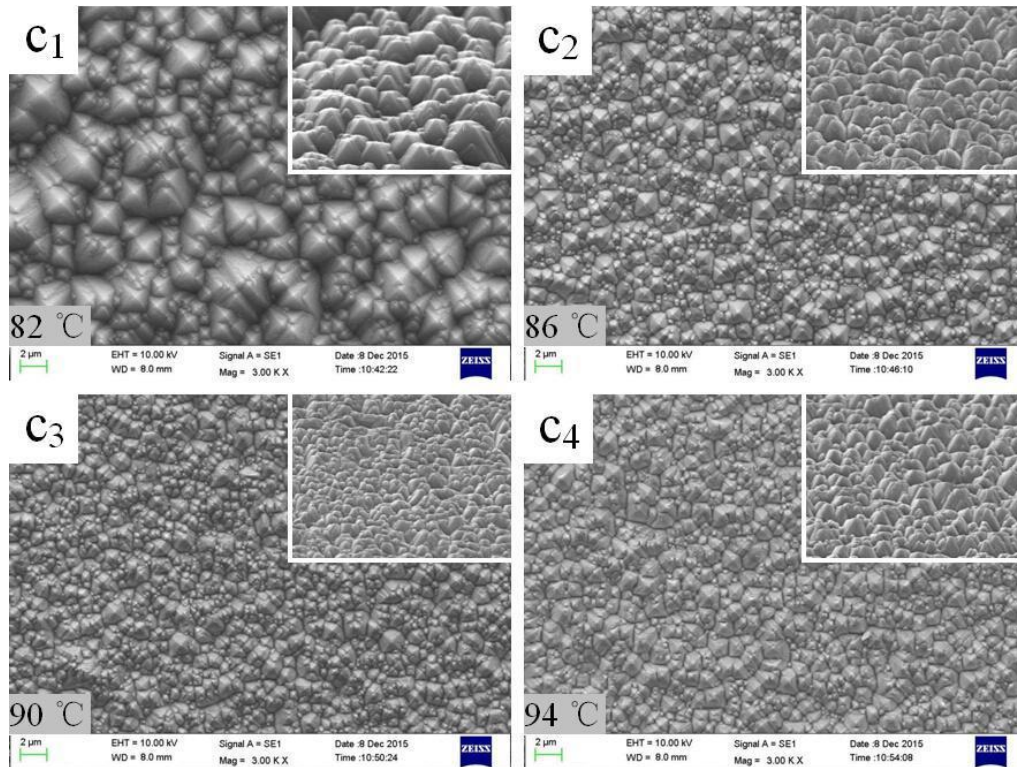 c1
82 ℃
2 µm
EHT = 10.00 kV Signal A = SE1 Date :8 Dec 2015
WD = 8.0 mm Mag = 3.00 K X Time :10:42:22
ZEISS
c2
86 ℃
2 µm
EHT = 10.00 kV Signal A = SE1 Date :8 Dec 2015
WD = 8.0 mm Mag = 3.00 K X Time :10:46:10
ZEISS
c3
90 ℃
2 µm
EHT = 10.00 kV Signal A = SE1 Date :8 Dec 2015
WD = 8.0 mm Mag = 3.00 K X Time :10:50:24
ZEISS
c4
94 ℃
2 µm
EHT = 10.00 kV Signal A = SE1 Date :8 Dec 2015
WD = 8.0 mm Mag = 3.00 K X Time :10:54:08
ZEISS